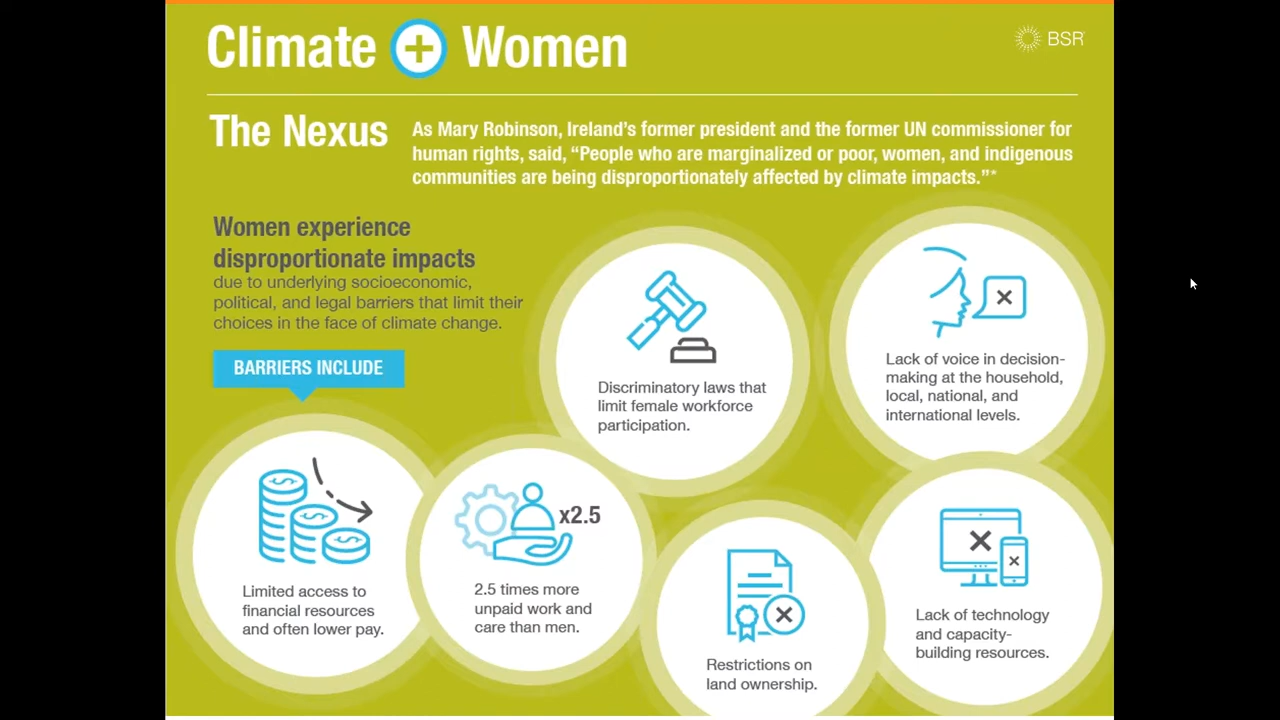 Climate + Women
BSR
The Nexus
As Mary Robinson, Ireland's former president and the former UN commissioner for
human rights, said, “People who are marginalized or poor, women, and indigenous
communities are being disproportionately affected by climate impacts.”*
Women experience
disproportionate impacts
due to underlying socioeconomic,
political, and legal barriers that limit their
choices in the face of climate change.
BARRIERS INCLUDE
Discriminatory laws that
limit female workforce
participation.
Lack of voice in decision-
making at the household,
local, national, and
international levels.
Limited access to
financial resources
and often lower pay.
x2.5
2.5 times more
unpaid work and
care than men.
Restrictions on
land ownership.
Lack of technology
and capacity-
building resources.